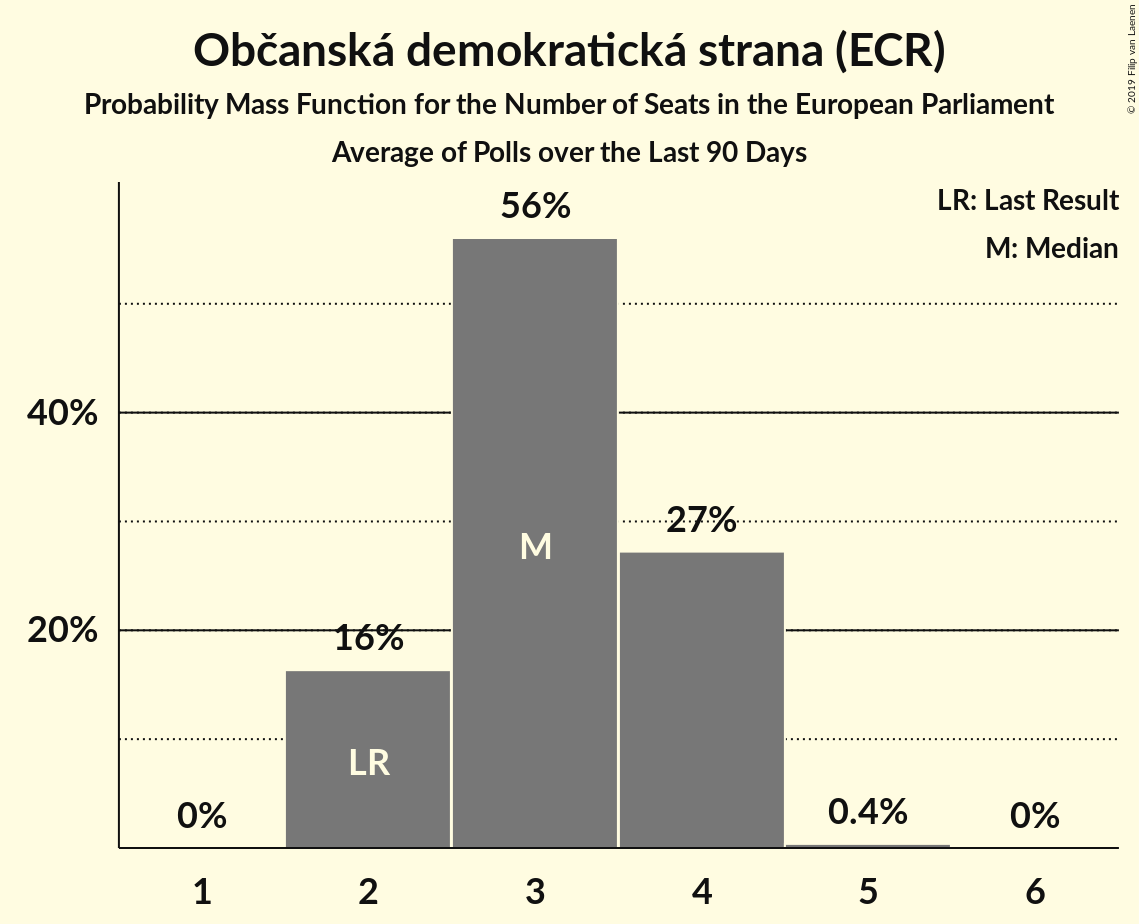 Občanská demokratická strana (ECR)
Probability Mass Function for the Number of Seats in the European Parliament
Average of Polls over the Last 90 Days
© 2019 Filip van Laenen
LR: Last Result
M: Median
56%
40%
27%
M
20%
16%
LR
0%
0.4%
0%
1 2 3 4 5 6